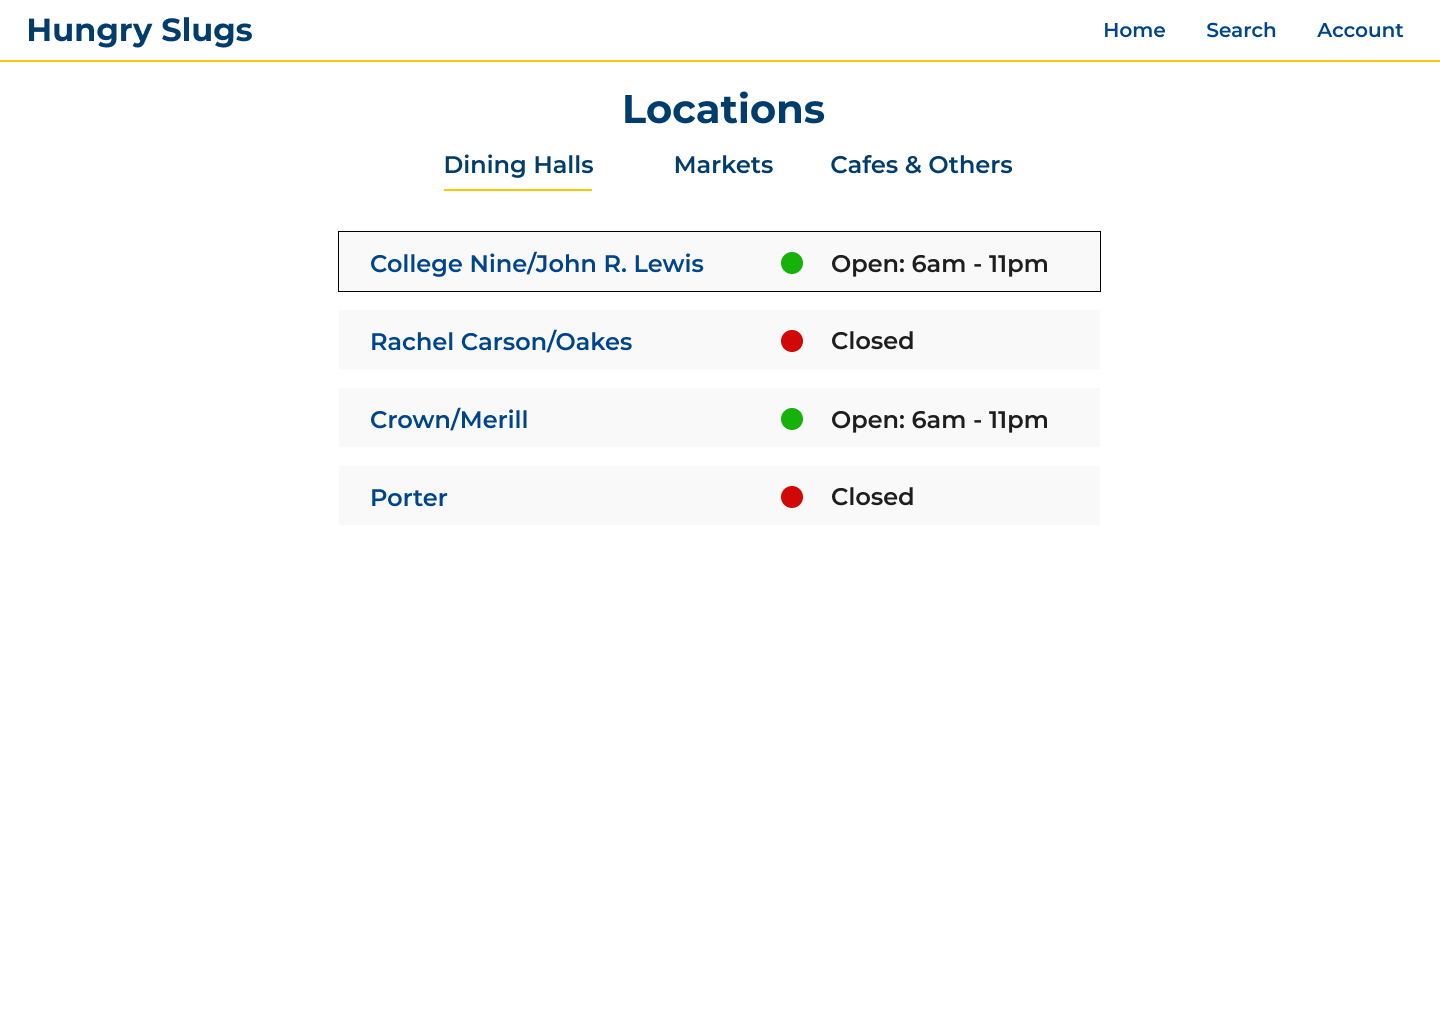 Hungry Slugs Home Search Account
Locations
Dining Halls Markets Cafes & Others
College Nine/John R. Lewis Open: 6am - 11pm
Rachel Carson/Oakes Closed
Crown/Merill Open: 6am - 11pm
Porter Closed